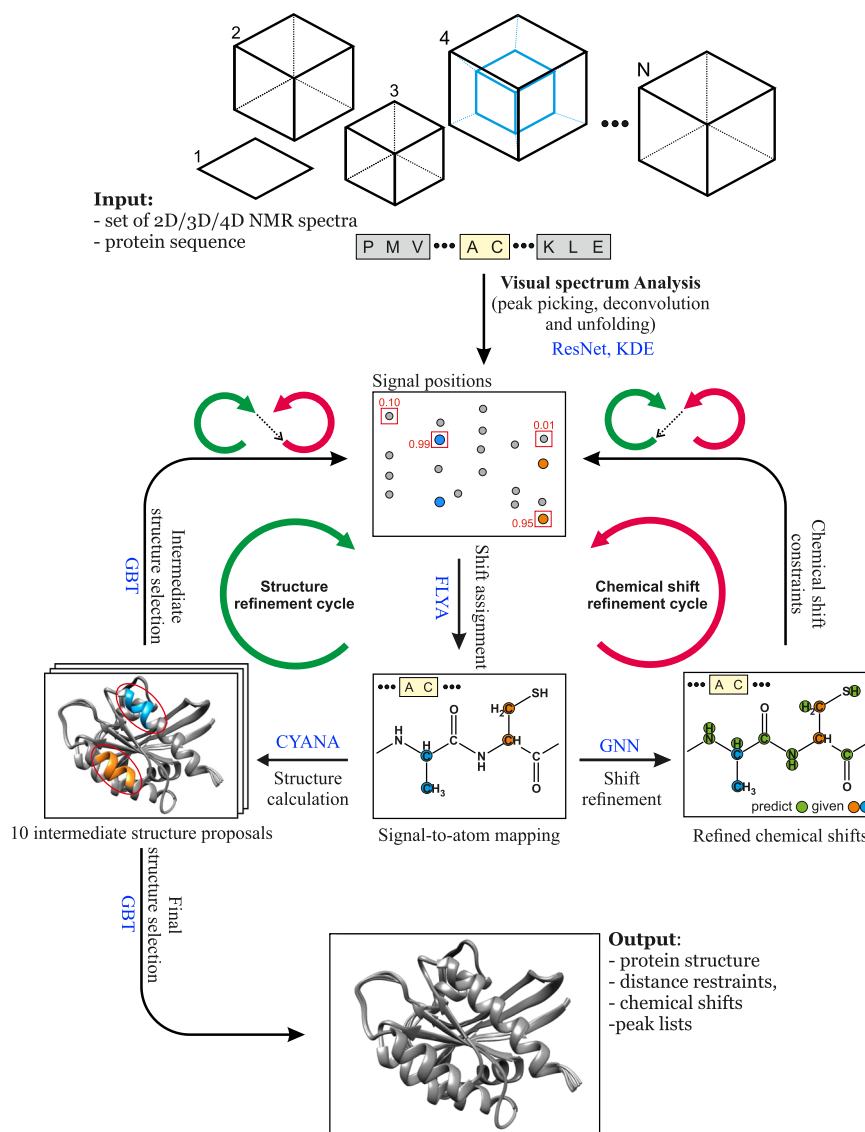 2
4
3
N
1
Input:
- set of 2D/3D/4D NMR spectra
- protein sequence
P M V ••• A C ••• K L E
Visual spectrum Analysis
(peak picking, deconvolution
and unfolding)
ResNet, KDE
Signal positions
0.10
0.99
0.01
0.95
Intermediate
structure selection
GBT
Structure
refinement cycle
Shift assignment
FLYA
Chemical shift
refinement cycle
Chemical shift
constraints
••• A C •••
SH
H₂C
O
H
N
H
C
CH
N
H
O
CH₃
••• A C •••
SH
H₂C
O
H
N
H
C
CH
N
H
O
CH₃
predict given
CYANA
Structure
calculation
GNN
Shift
refinement
10 intermediate structure proposals
Signal-to-atom mapping
Refined chemical shifts
Final
structure selection
GBT
Output:
- protein structure
- distance restraints,
- chemical shifts
-peak lists